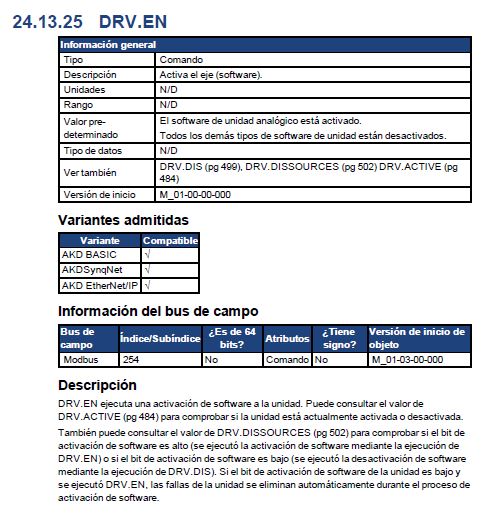 24.13.25 DRV.EN
Información general
Tipo Comando
Descripción Activa el eje (software).
Unidades N/D
Rango N/D
Valor pre-
determinado El software de unidad analógico está activado.
Todos los demás tipos de software de unidad están desactivados.
Tipo de datos N/D
Ver también DRV.DIS (pg 499), DRV.DISSOURCES (pg 502) DRV.ACTIVE (pg
484)
Versión de inicio M_01-00-00-000
Variantes admitidas
Variante Compatible
AKD BASIC √
AKDSynqNet √
AKD EtherNet/IP √
Información del bus de campo
Bus de
campo Índice/Subíndice ¿Es de 64
bits? Atributos ¿Tiene
signo? Versión de inicio de
objeto
Modbus 254 No Comando No M_01-03-00-000
Descripción
DRV.EN ejecuta una activación de software a la unidad. Puede consultar el valor de
DRV.ACTIVE (pg 484) para comprobar si la unidad está actualmente activada o desactivada.
También puede consultar el valor de DRV.DISSOURCES (pg 502) para comprobar si el bit de
activación de software es alto (se ejecutó la activación de software mediante la ejecución de
DRV.EN) o si el bit de activación de software es bajo (se ejecutó la desactivación de software
mediante la ejecución de DRV.DIS). Si el bit de activación de software de la unidad es bajo y
se ejecutó DRV.EN, las fallas de la unidad se eliminan automáticamente durante el proceso de
activación de software.